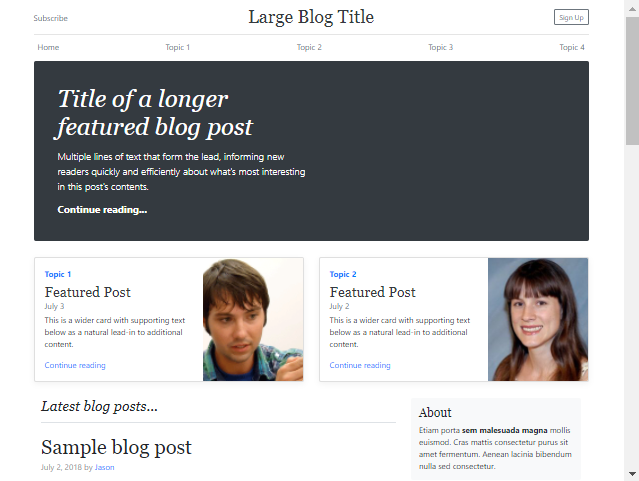 Subscribe
Large Blog Title
Sign Up
Home
Topic 1
Topic 2
Topic 3
Topic 4
Title of a longer
featured blog post
Multiple lines of text that form the lead, informing new
readers quickly and efficiently about what's most interesting
in this post's contents.
Continue reading...
Topic 1
Featured Post
July 3
This is a wider card with supporting text
below as a natural lead-in to additional
content.
Continue reading
Topic 2
Featured Post
July 2
This is a wider card with supporting text
below as a natural lead-in to additional
content.
Continue reading
Latest blog posts...
Sample blog post
July 2, 2018 by Jason
About
Etiam porta sem malesuada magna mollis
euismod. Cras mattis consectetur purus sit
amet fermentum. Aenean lacinia bibendum
nulla sed consectetur.